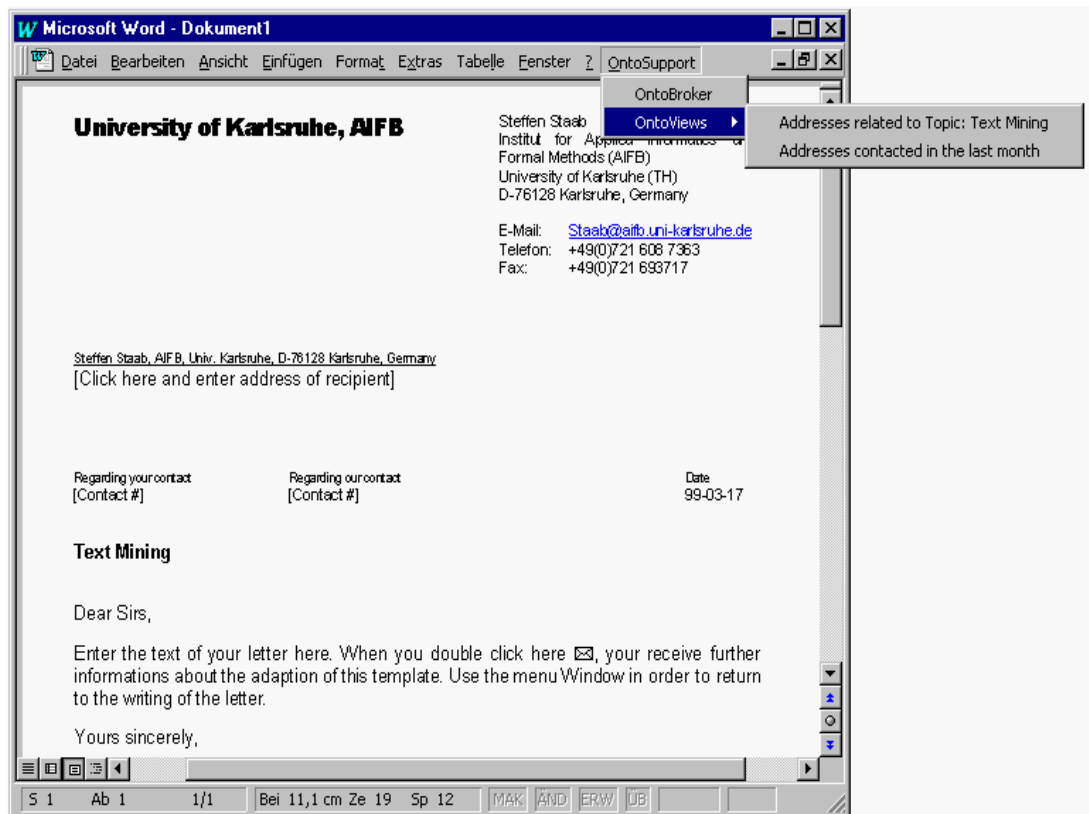 Microsoft Word - Dokument1
Datei Bearbeiten Ansicht Einfügen Format Extras Tabelle Fenster ? OntoSupport
OntoBroker
OntoViews
Addresses related to Topic: Text Mining
Addresses contacted in the last month
University of Karlsruhe, AIFB
Steffen Staab
Institut for Applied Informatics
Formal Methods (AIFB)
University of Karlsruhe (TH)
D-76128 Karlsruhe, Germany
E-Mail: Staab@aifb.uni-karlsruhe.de
Telefon: +49(0)721 608 7363
Fax: +49(0)721 693717
Steffen Staab, AIFB, Univ. Karlsruhe, D-76128 Karlsruhe, Germany
[Click here and enter address of recipient]
Regarding your contact Regarding our contact Date
[Contact #] [Contact #] 99-03-17
Text Mining
Dear Sirs,
Enter the text of your letter here. When you double click here ✉, your receive further
informations about the adaption of this template. Use the menu Window in order to return
to the writing of the letter.
Yours sincerely,
S 1 Ab 1 1/1 Bei 11,1 cm Ze 19 Sp 12 MAK ÄND ERW ÜB